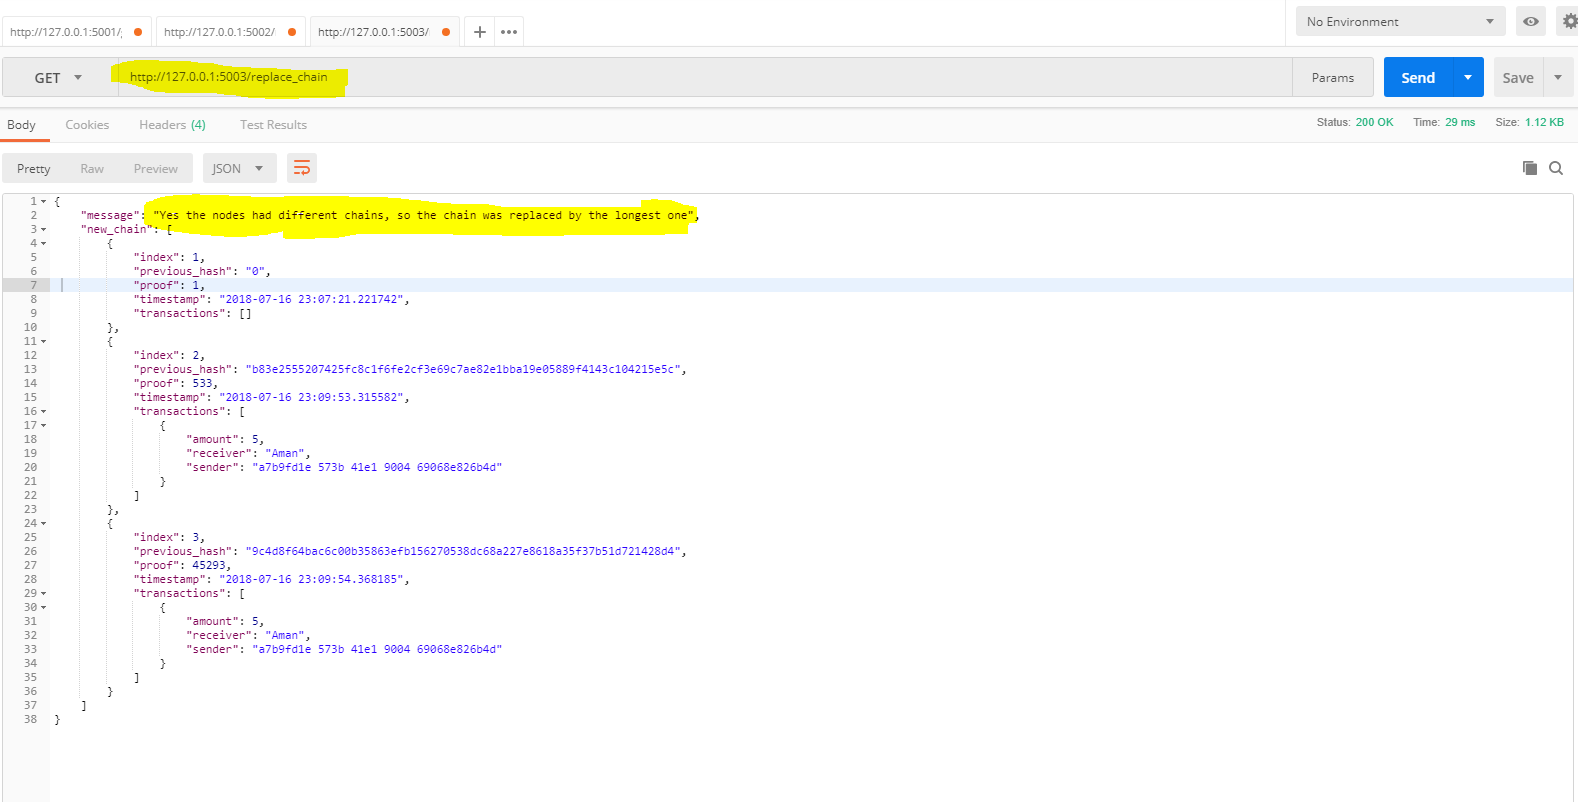 http://127.0.0.1:5001/
http://127.0.0.1:5002/
http://127.0.0.1:5003/
No Environment
GET http://127.0.0.1:5003/replace_chain Params Send Save
Body Cookies Headers (4) Test Results Status: 200 OK Time: 29 ms Size: 1.12 KB
Pretty Raw Preview JSON
1 {
2 "message": "Yes the nodes had different chains, so the chain was replaced by the longest one",
3 "new_chain": [
4 {
5 "index": 1,
6 "previous_hash": "0",
7 "proof": 1,
8 "timestamp": "2018-07-16 23:07:21.221742",
9 "transactions": []
10 },
11 {
12 "index": 2,
13 "previous_hash": "b83e2555207425fc8c1f6fe2cf3e69c7ae82e1bba19e05889f4143c104215e5c",
14 "proof": 533,
15 "timestamp": "2018-07-16 23:09:53.315582",
16 "transactions": [
17 {
18 "amount": 5,
19 "receiver": "Aman",
20 "sender": "a7b9fd1e 573b 41e1 9004 69068e826b4d"
21 }
22 ]
23 },
24 {
25 "index": 3,
26 "previous_hash": "9c4d8f64bac6c00b35863efb156270538dc68a227e8618a35f37b51d721428d4",
27 "proof": 45293,
28 "timestamp": "2018-07-16 23:09:54.368185",
29 "transactions": [
30 {
31 "amount": 5,
32 "receiver": "Aman",
33 "sender": "a7b9fd1e 573b 41e1 9004 69068e826b4d"
34 }
35 ]
36 }
37 ]
38 }